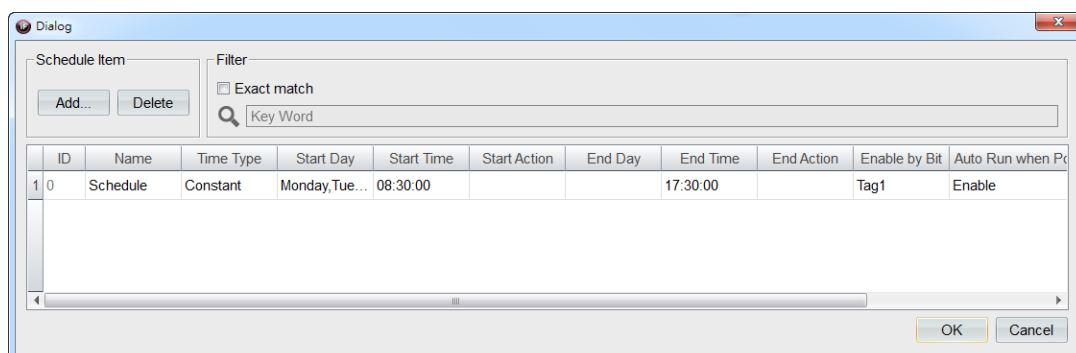 Dialog
Schedule Item
Filter
Exact match
Add...
Delete
Key Word
ID Name Time Type Start Day Start Time Start Action End Day End Time End Action Enable by Bit Auto Run when Po
1 0 Schedule Constant Monday,Tue... 08:30:00 17:30:00 Tag1 Enable
OK Cancel